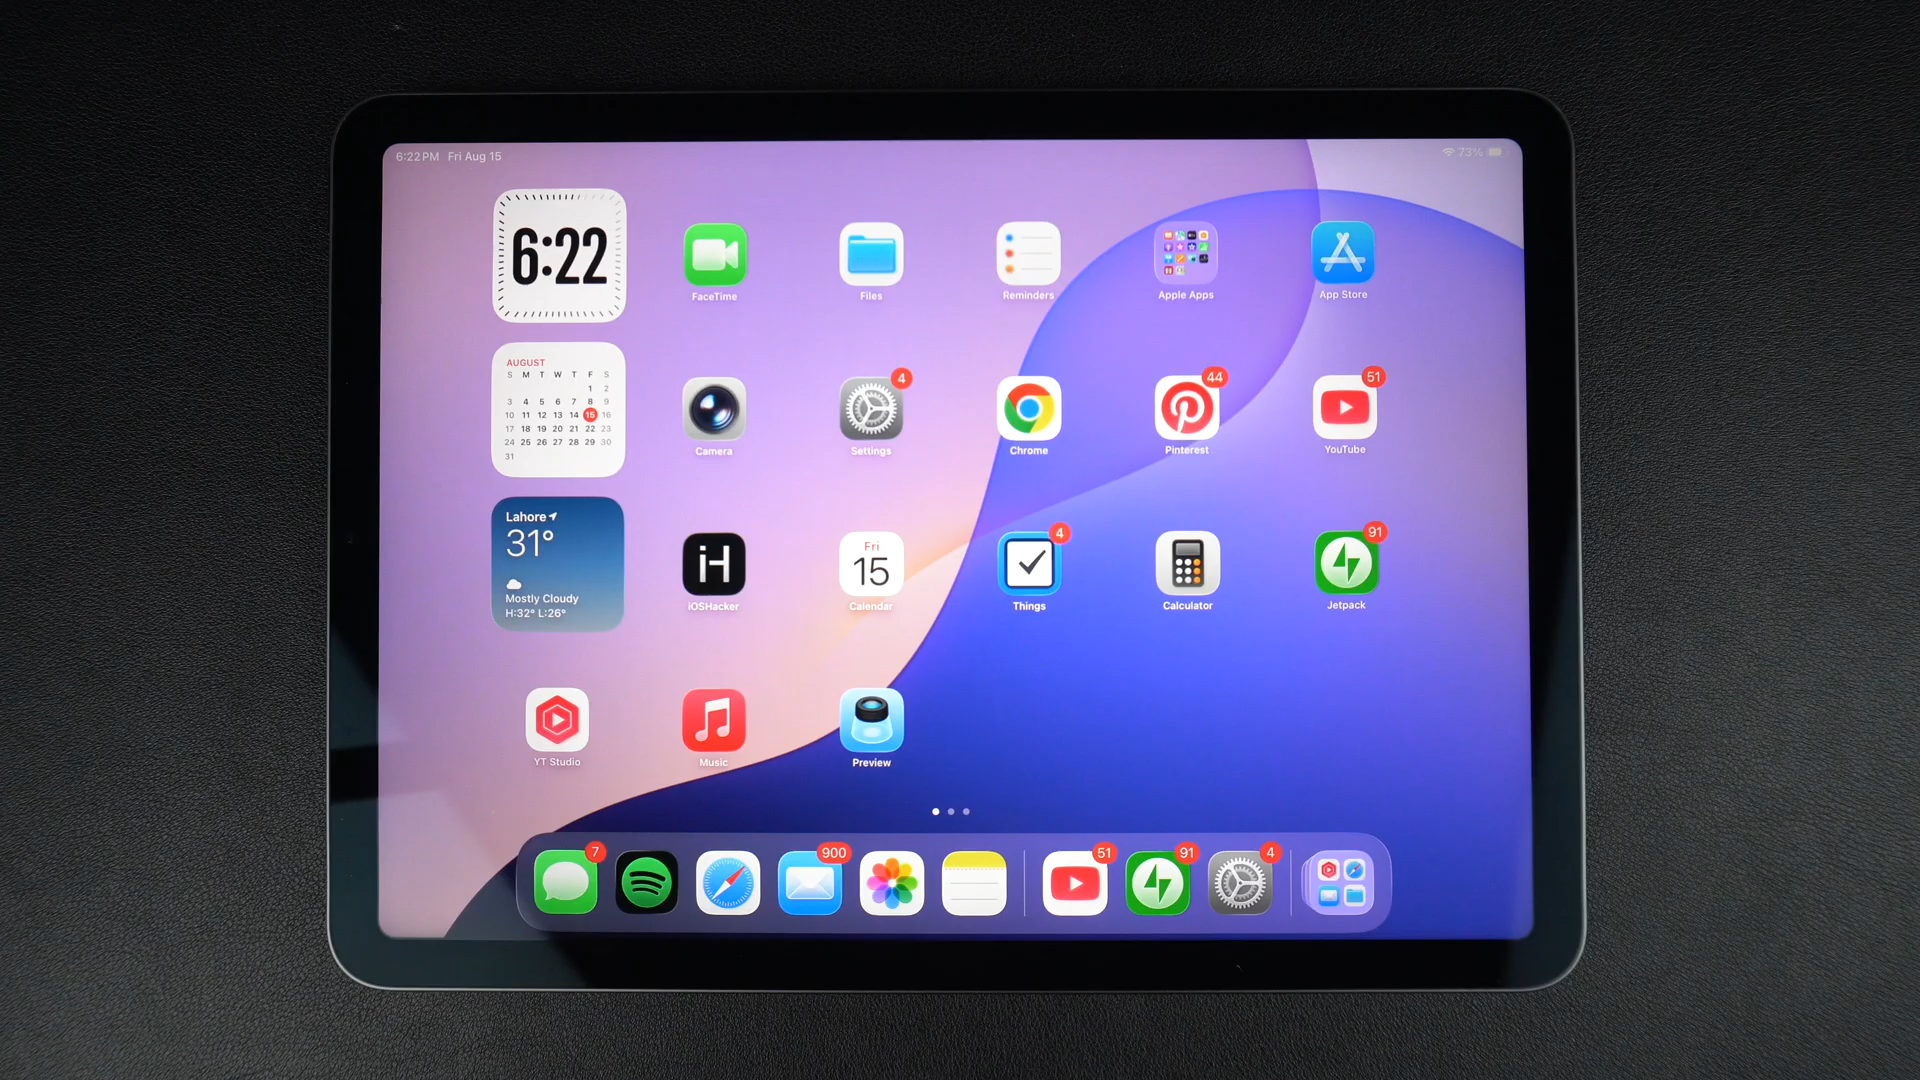 6:22 PM Fri Aug 15
73%
6:22
FaceTime
Files
Reminders
Apple Apps
App Store
AUGUST
S M T W T F S
1 2
3 4 5 6 7 8 9
10 11 12 13 14 15 16
17 18 19 20 21 22 23
24 25 26 27 28 29 30
31
Camera
4
Settings
Chrome
44
Pinterest
51
YouTube
Lahore
31°
Mostly Cloudy
H:32° L:26°
iH
iOSHacker
Fri
15
Calendar
4
Things
Calculator
91
Jetpack
YT Studio
Music
Preview
7
900
51
91
4